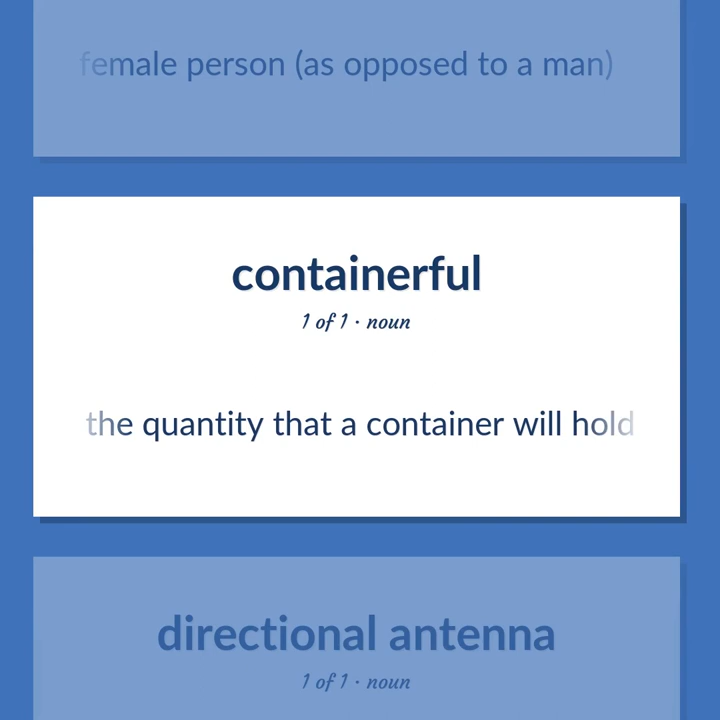 female person (as opposed to a man)
containerful
1 of 1 · noun
the quantity that a container will hold
directional antenna
1 of 1 · noun